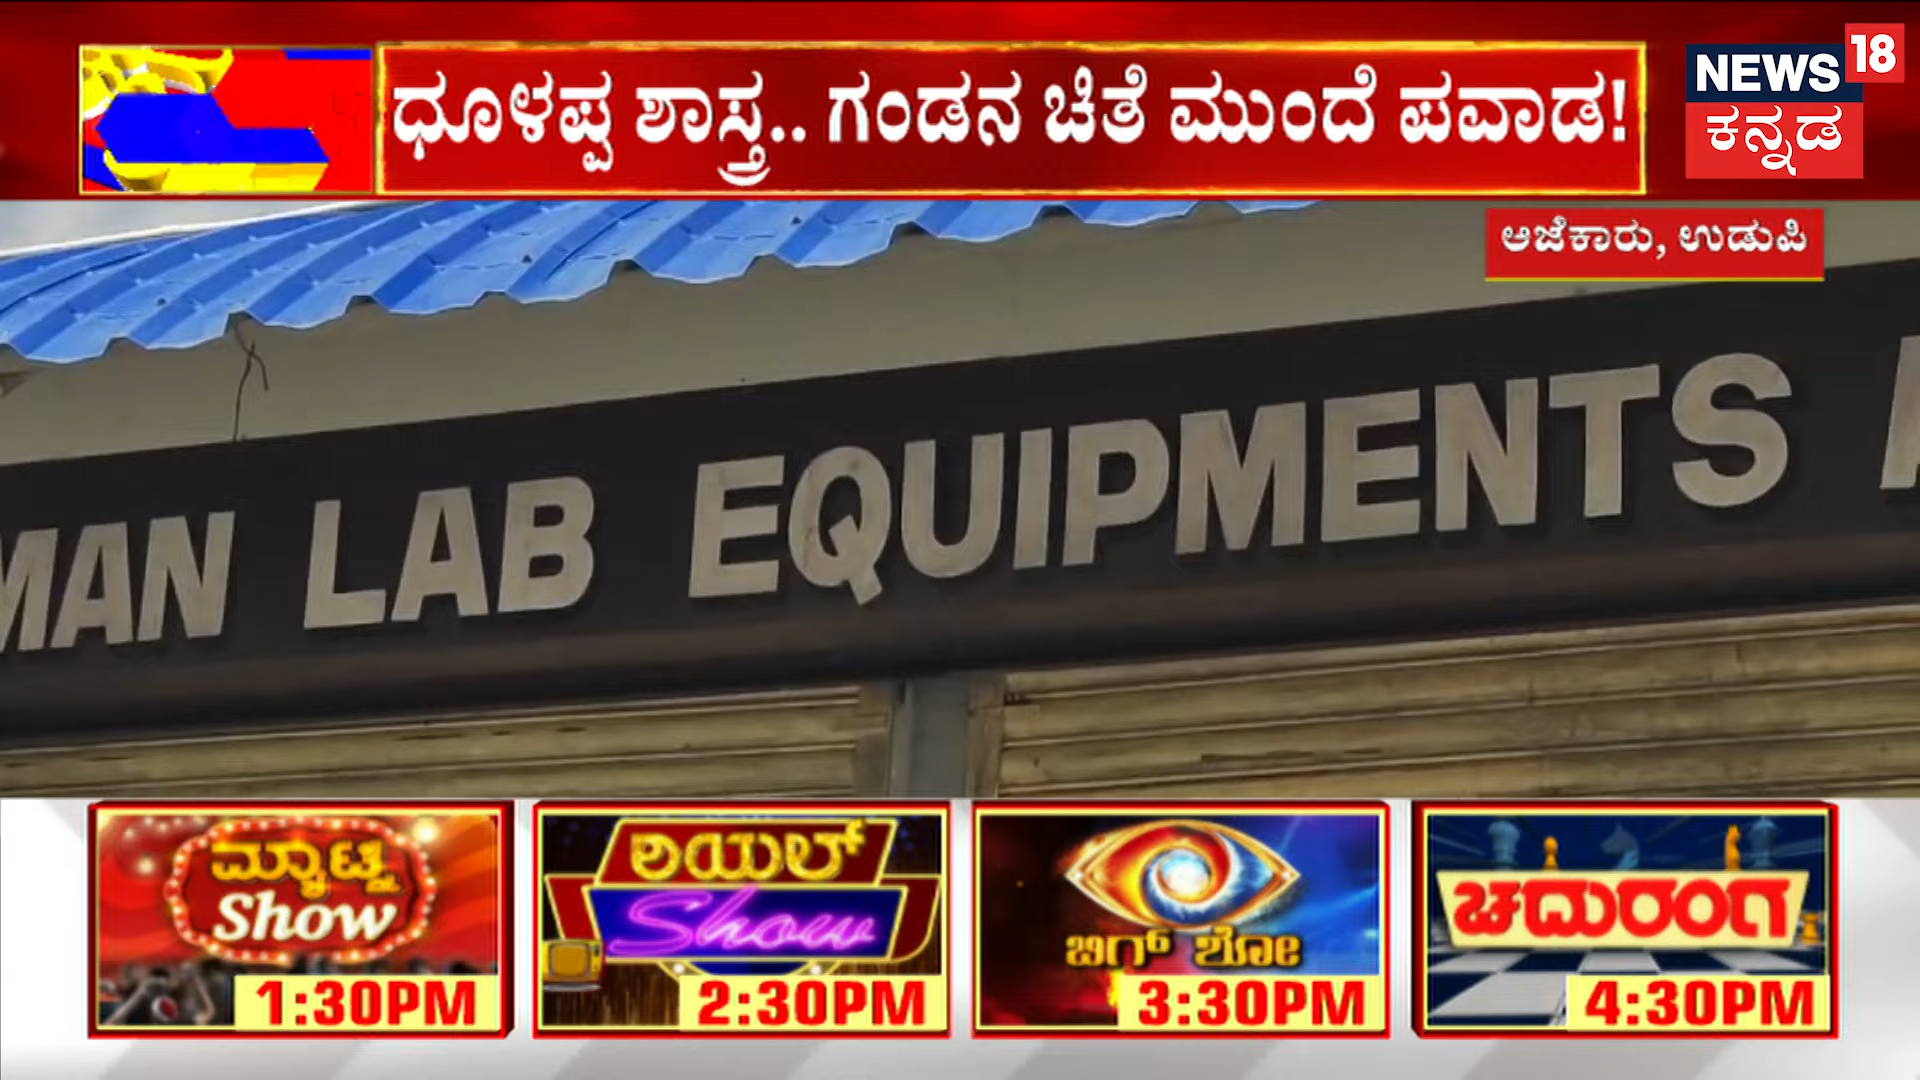 ಧೂಳಪ್ಪ ಶಾಸ್ತ್ರ.. ಗಂಡನ ಚಿತೆ ಮುಂದೆ ಪವಾಡ!
NEWS 18
ಕನ್ನಡ
ಅಜೆಕಾರು, ಉಡುಪಿ
MAN LAB EQUIPMENTS
ಮ್ಯಾಟ್ನಿ
Show
1:30PM
ರಿಯಲ್
Show
2:30PM
ಬಿಗ್ ಶೋ
3:30PM
ಚದುರಂಗ
4:30PM